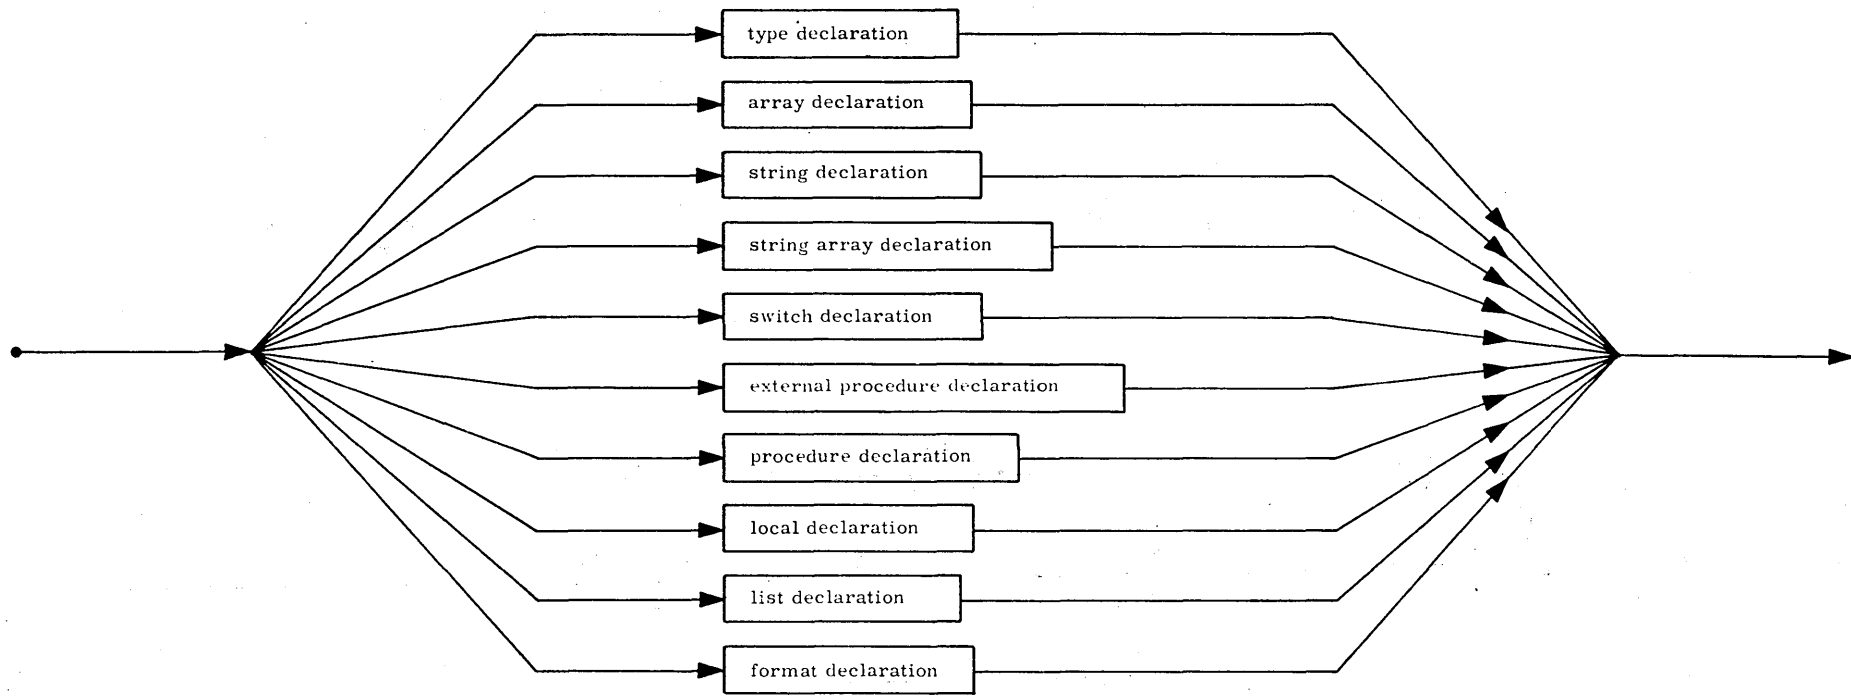 type declaration
array declaration
string declaration
string array declaration
switch declaration
external procedure declaration
procedure declaration
local declaration
list declaration
format declaration